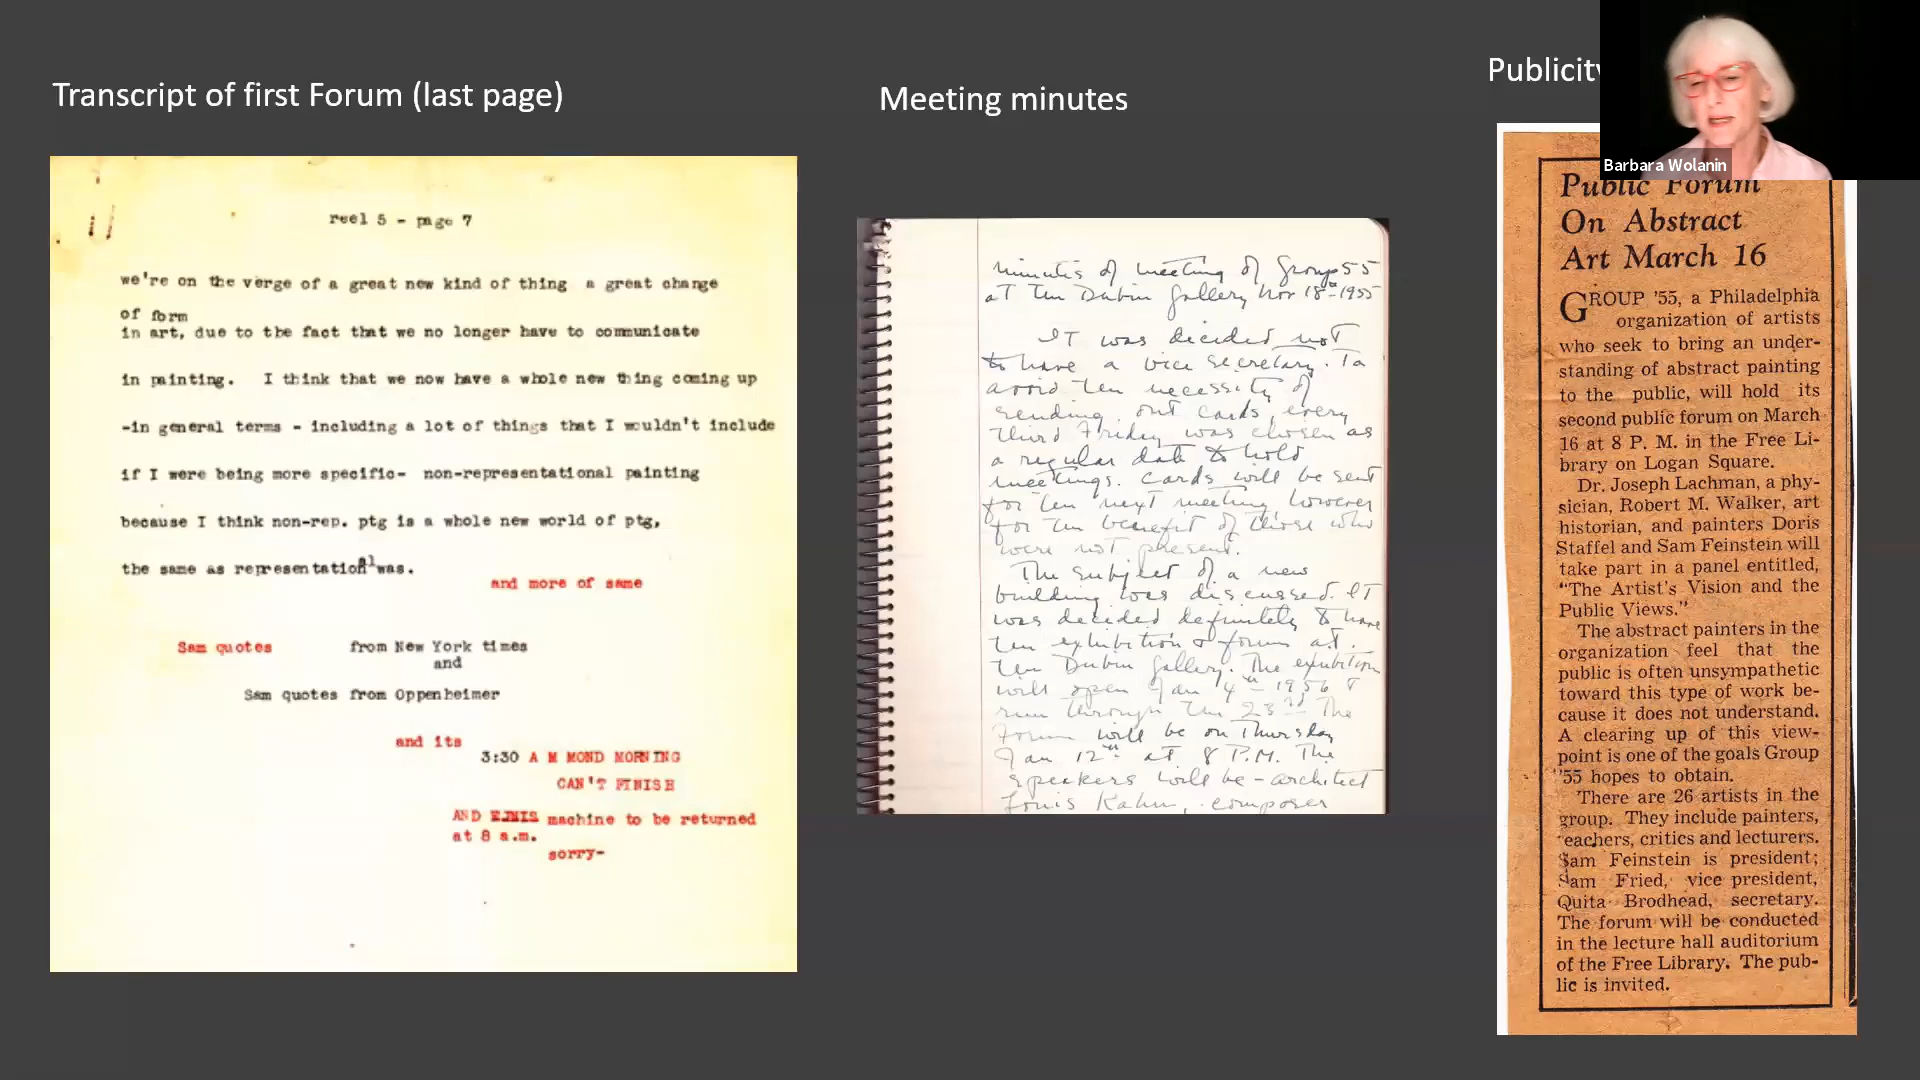 Transcript of first Forum (last page)
reel 5 - page 7
we're on the verge of a great new kind of thing a great change
of form
in art, due to the fact that we no longer have to communicate
in painting. I think that we now have a whole new thing coming up
-in general terms - including a lot of things that I wouldn't include
if I were being more specific- non-representational painting
because I think non-rep. ptg is a whole new world of ptg,
the same as representational was.
and more of same
Sam quotes from New York times
and
Sam quotes from Oppenheimer
and its
3:30 A M MOND MORNING
CAN'T FINISH
AND machine to be returned
at 8 a.m.
sorry-
Meeting minutes
minutes of meeting of Group 55
at the Dubin Gallery Nov 18th - 1955
It was decided not
to have a vice secretary. To
avoid the necessity of
sending out cards, every
third Friday was chosen as
a regular date to hold
meetings. Cards will be sent
for the next meeting, however
for the benefit of those who
were not present.
The subject of a new
building was discussed. It
was decided definitely to have
the exhibition & forum at
the Dubin Gallery. The exhibition
will open Jan 4th - 1956 &
run through the 23rd. The
Forum will be on Thursday
Jan 12th at 8 P.M. The
speakers will be - architect
Louis Kahn, composer
Publicity
Barbara Wolanin
Public Forum
On Abstract
Art March 16
GROUP '55, a Philadelphia
organization of artists
who seek to bring an under-
standing of abstract painting
to the public, will hold its
second public forum on March
16 at 8 P. M. in the Free Li-
brary on Logan Square.
Dr. Joseph Lachman, a phy-
sician, Robert M. Walker, art
historian, and painters Doris
Staffel and Sam Feinstein will
take part in a panel entitled,
“The Artist's Vision and the
Public Views.”
The abstract painters in the
organization feel that the
public is often unsympathetic
toward this type of work be-
cause it does not understand.
A clearing up of this view-
point is one of the goals Group
'55 hopes to obtain.
There are 26 artists in the
group. They include painters,
teachers, critics and lecturers.
Sam Feinstein is president;
Sam Fried, vice president,
Quita Brodhead, secretary.
The forum will be conducted
in the lecture hall auditorium
of the Free Library. The pub-
lic is invited.